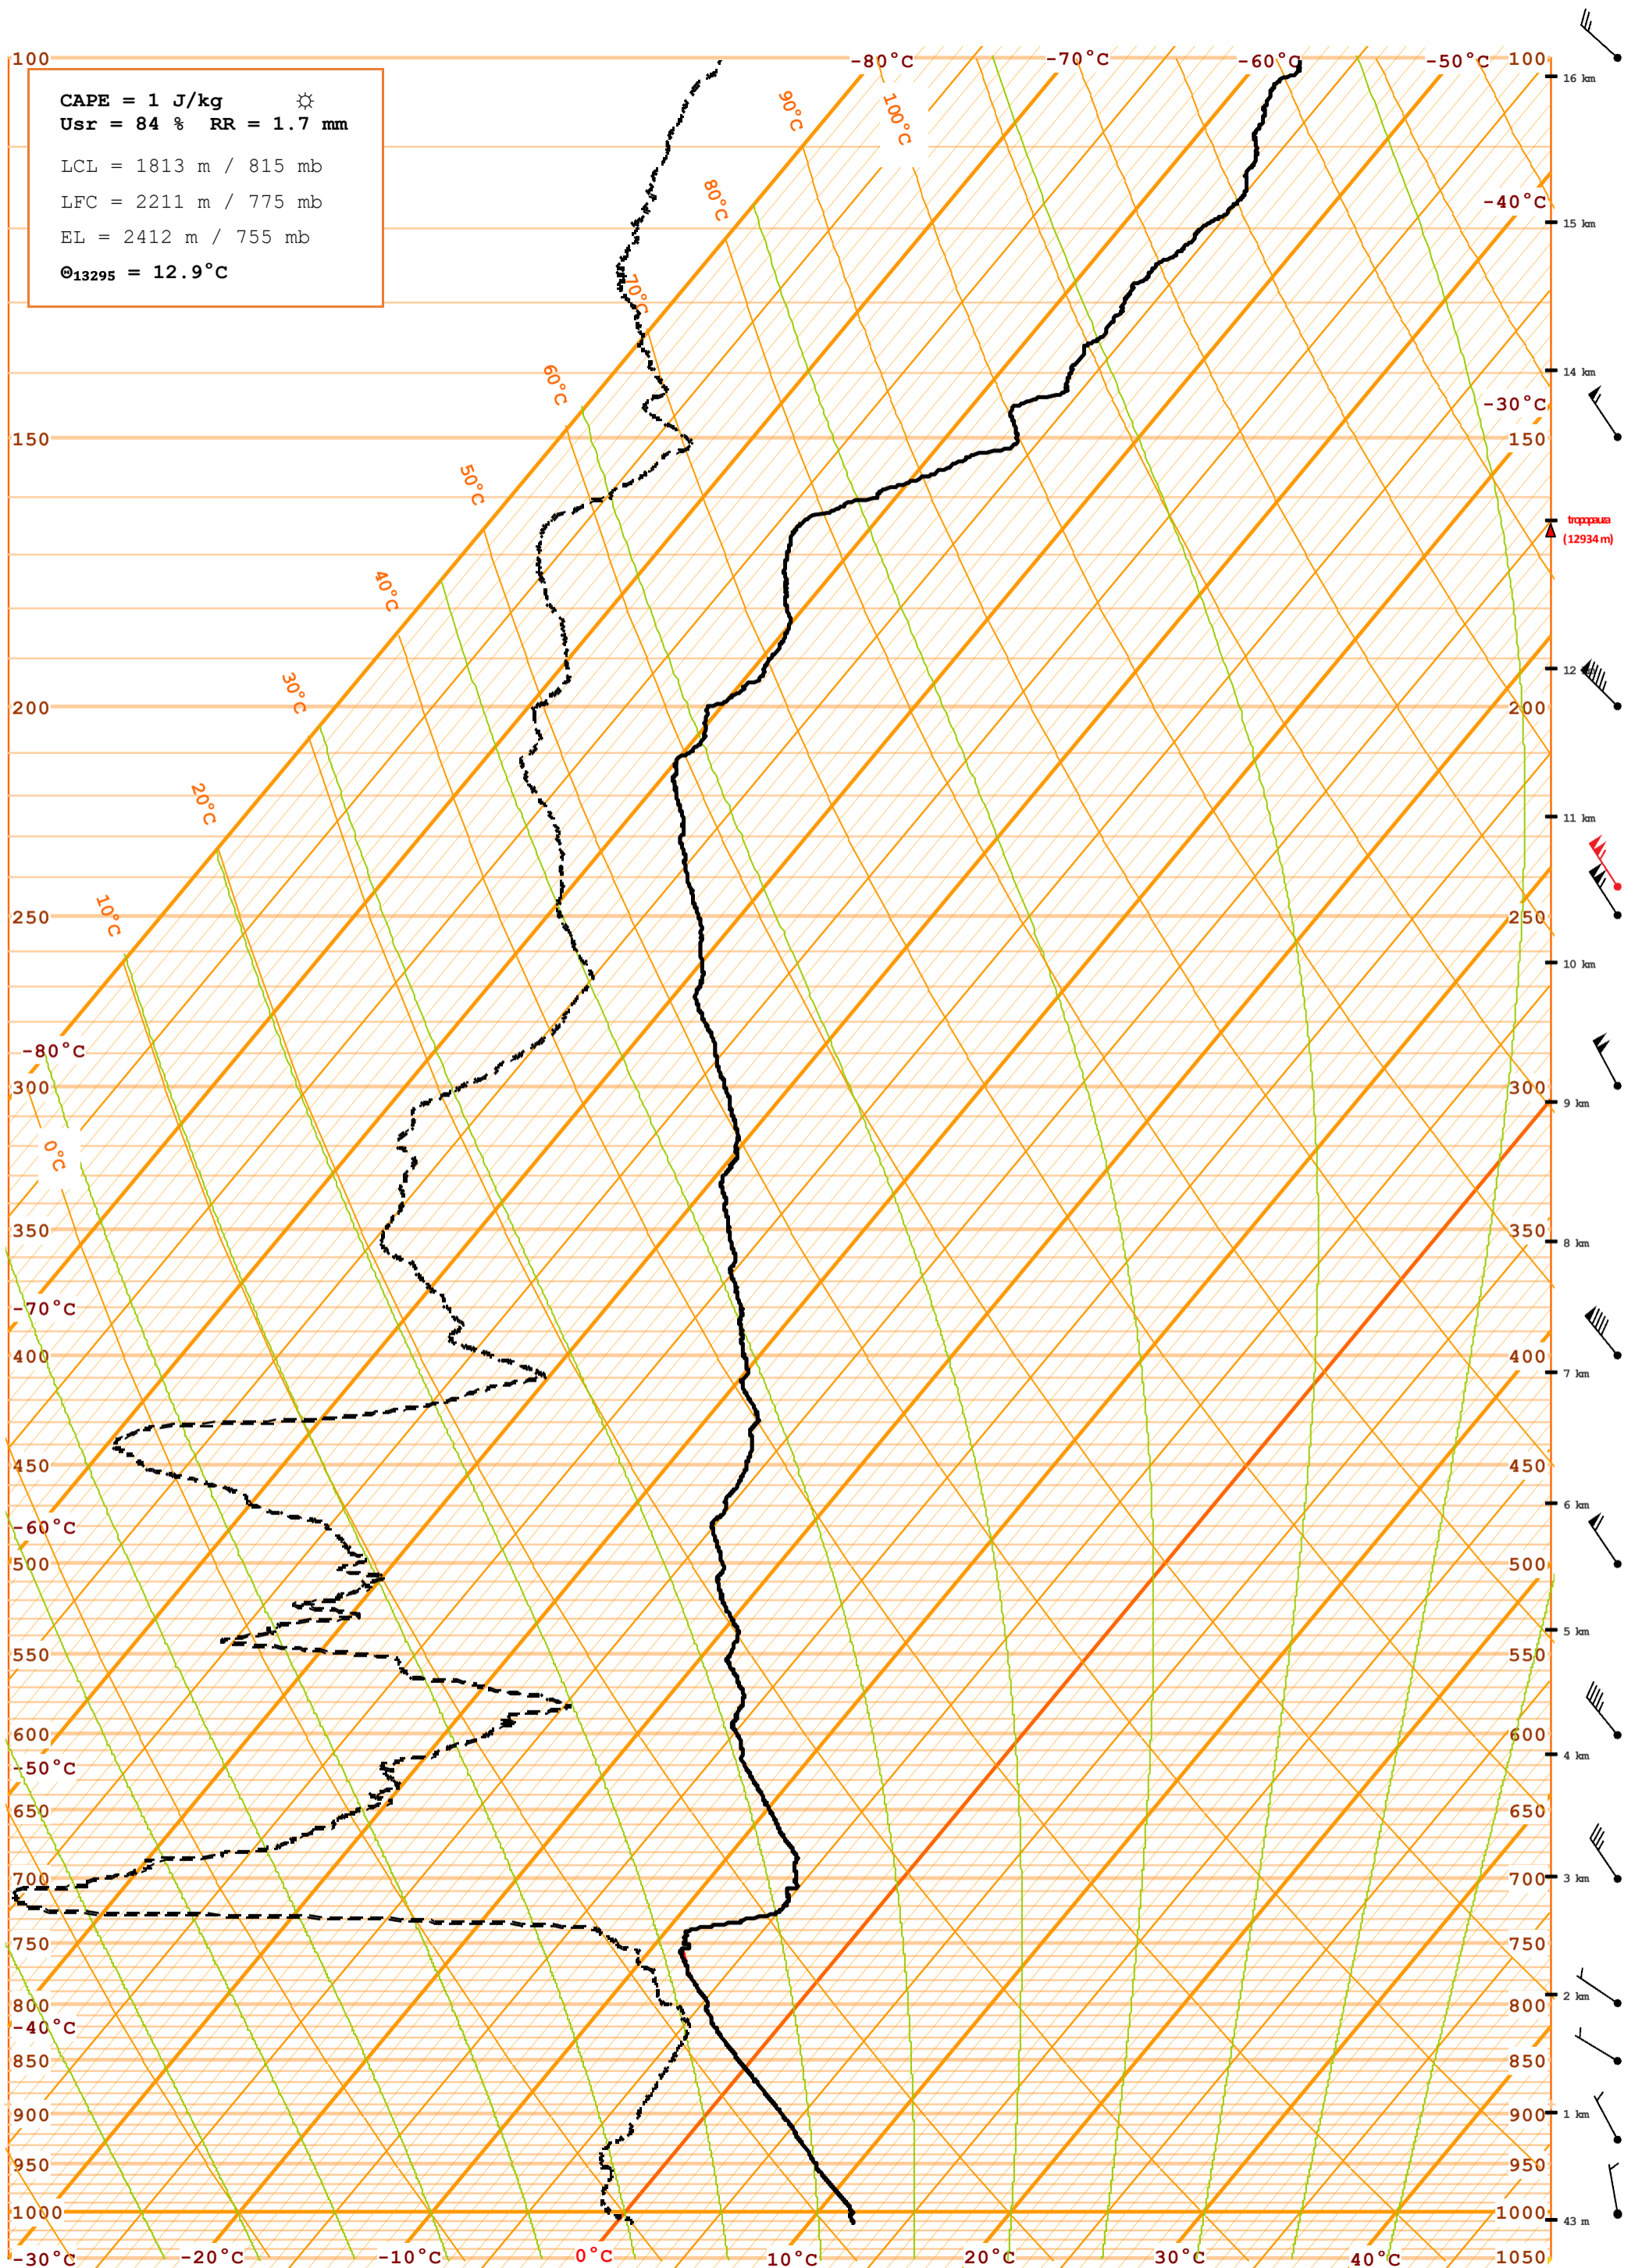 100 -80°C -70°C -60°C -50°C 100
16 km
CAPE = 1 J/kg ☼
Usr = 84 % RR = 1.7 mm
LCL = 1813 m / 815 mb
LFC = 2211 m / 775 mb
EL = 2412 m / 755 mb
Θ13295 = 12.9°C
90°C 100°C
80°C
-40°C
15 km
70°C
14 km
60°C
-30°C
150 150
50°C
tropopauza
(12934 m)
40°C
12
30°C
200 200
20°C
11 km
10°C
250 250
10 km
-80°C
300 300
9 km
0°C
350 350
8 km
-70°C
400 400
7 km
450 450
6 km
-60°C
500 500
5 km
550 550
600 600
4 km
-50°C
650 650
700 700
3 km
750 750
2 km
800 800
-40°C
850 850
900 900
1 km
950 950
1000 1000
43 m
-30°C -20°C -10°C 0°C 10°C 20°C 30°C 40°C 1050